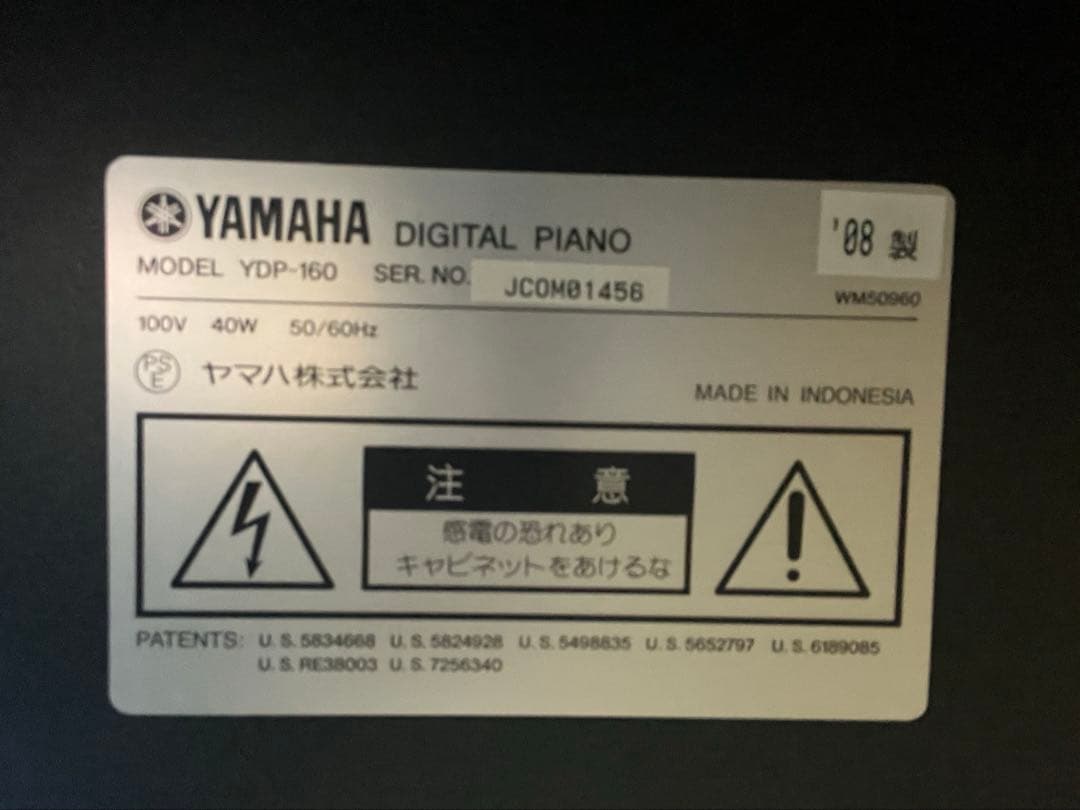 YAMAHA DIGITAL PIANO
'08 製
MODEL YDP-160 SER. NO. JCOM01456
WM50960
100V 40W 50/60Hz
PSE ヤマハ株式会社
MADE IN INDONESIA
注 意
感電の恐れあり
キャビネットをあけるな
PATENTS: U. S. 5834668 U. S. 5824928 U. S. 5498835 U. S. 5652797 U. S. 6189085
U. S. RE38003 U. S. 7256340